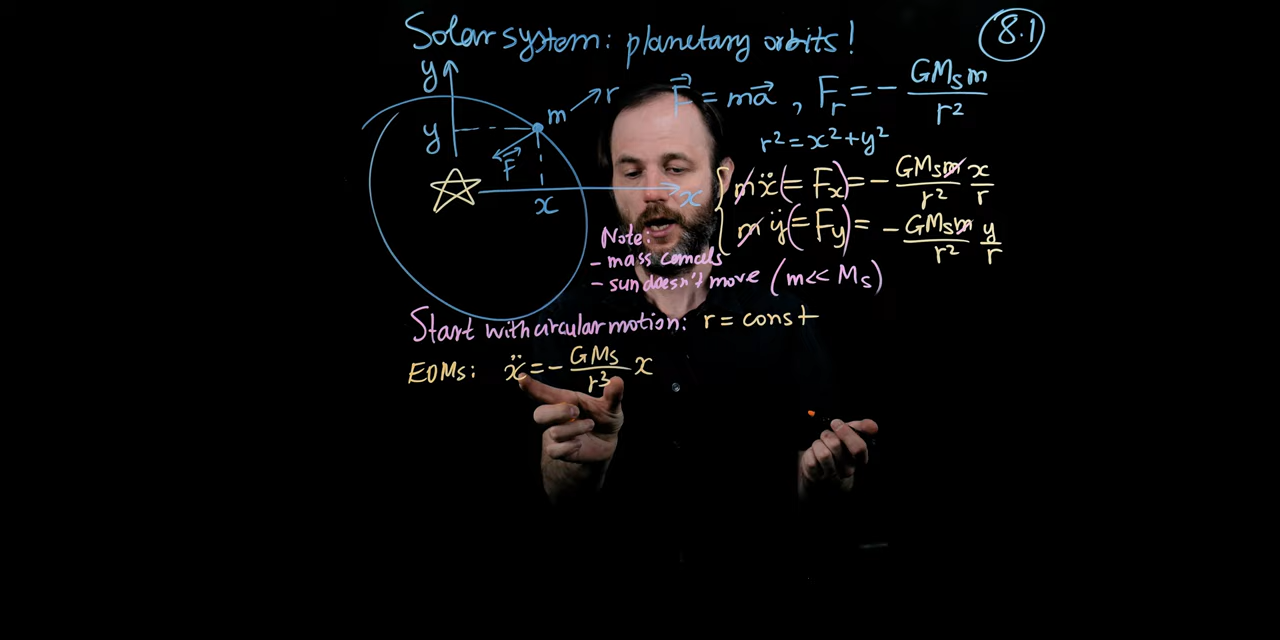 Solar system: planetary orbits!
8.1
y
m
r
F⃗ = ma⃗ , F_r = - GM_s m / r²
y
F⃗
r² = x² + y²
x
x
m ẍ (= F_x) = - GM_s m / r² x / r
m ÿ (= F_y) = - GM_s m / r² y / r
Note:
- mass cancels
- sun doesn't move (m << M_s)
Start with circular motion: r = const
EOMs: ẍ = - GM_s / r³ x